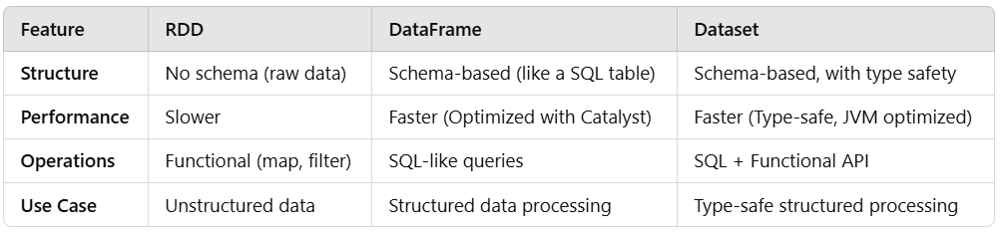 Feature RDD DataFrame Dataset
Structure No schema (raw data) Schema-based (like a SQL table) Schema-based, with type safety
Performance Slower Faster (Optimized with Catalyst) Faster (Type-safe, JVM optimized)
Operations Functional (map, filter) SQL-like queries SQL + Functional API
Use Case Unstructured data Structured data processing Type-safe structured processing